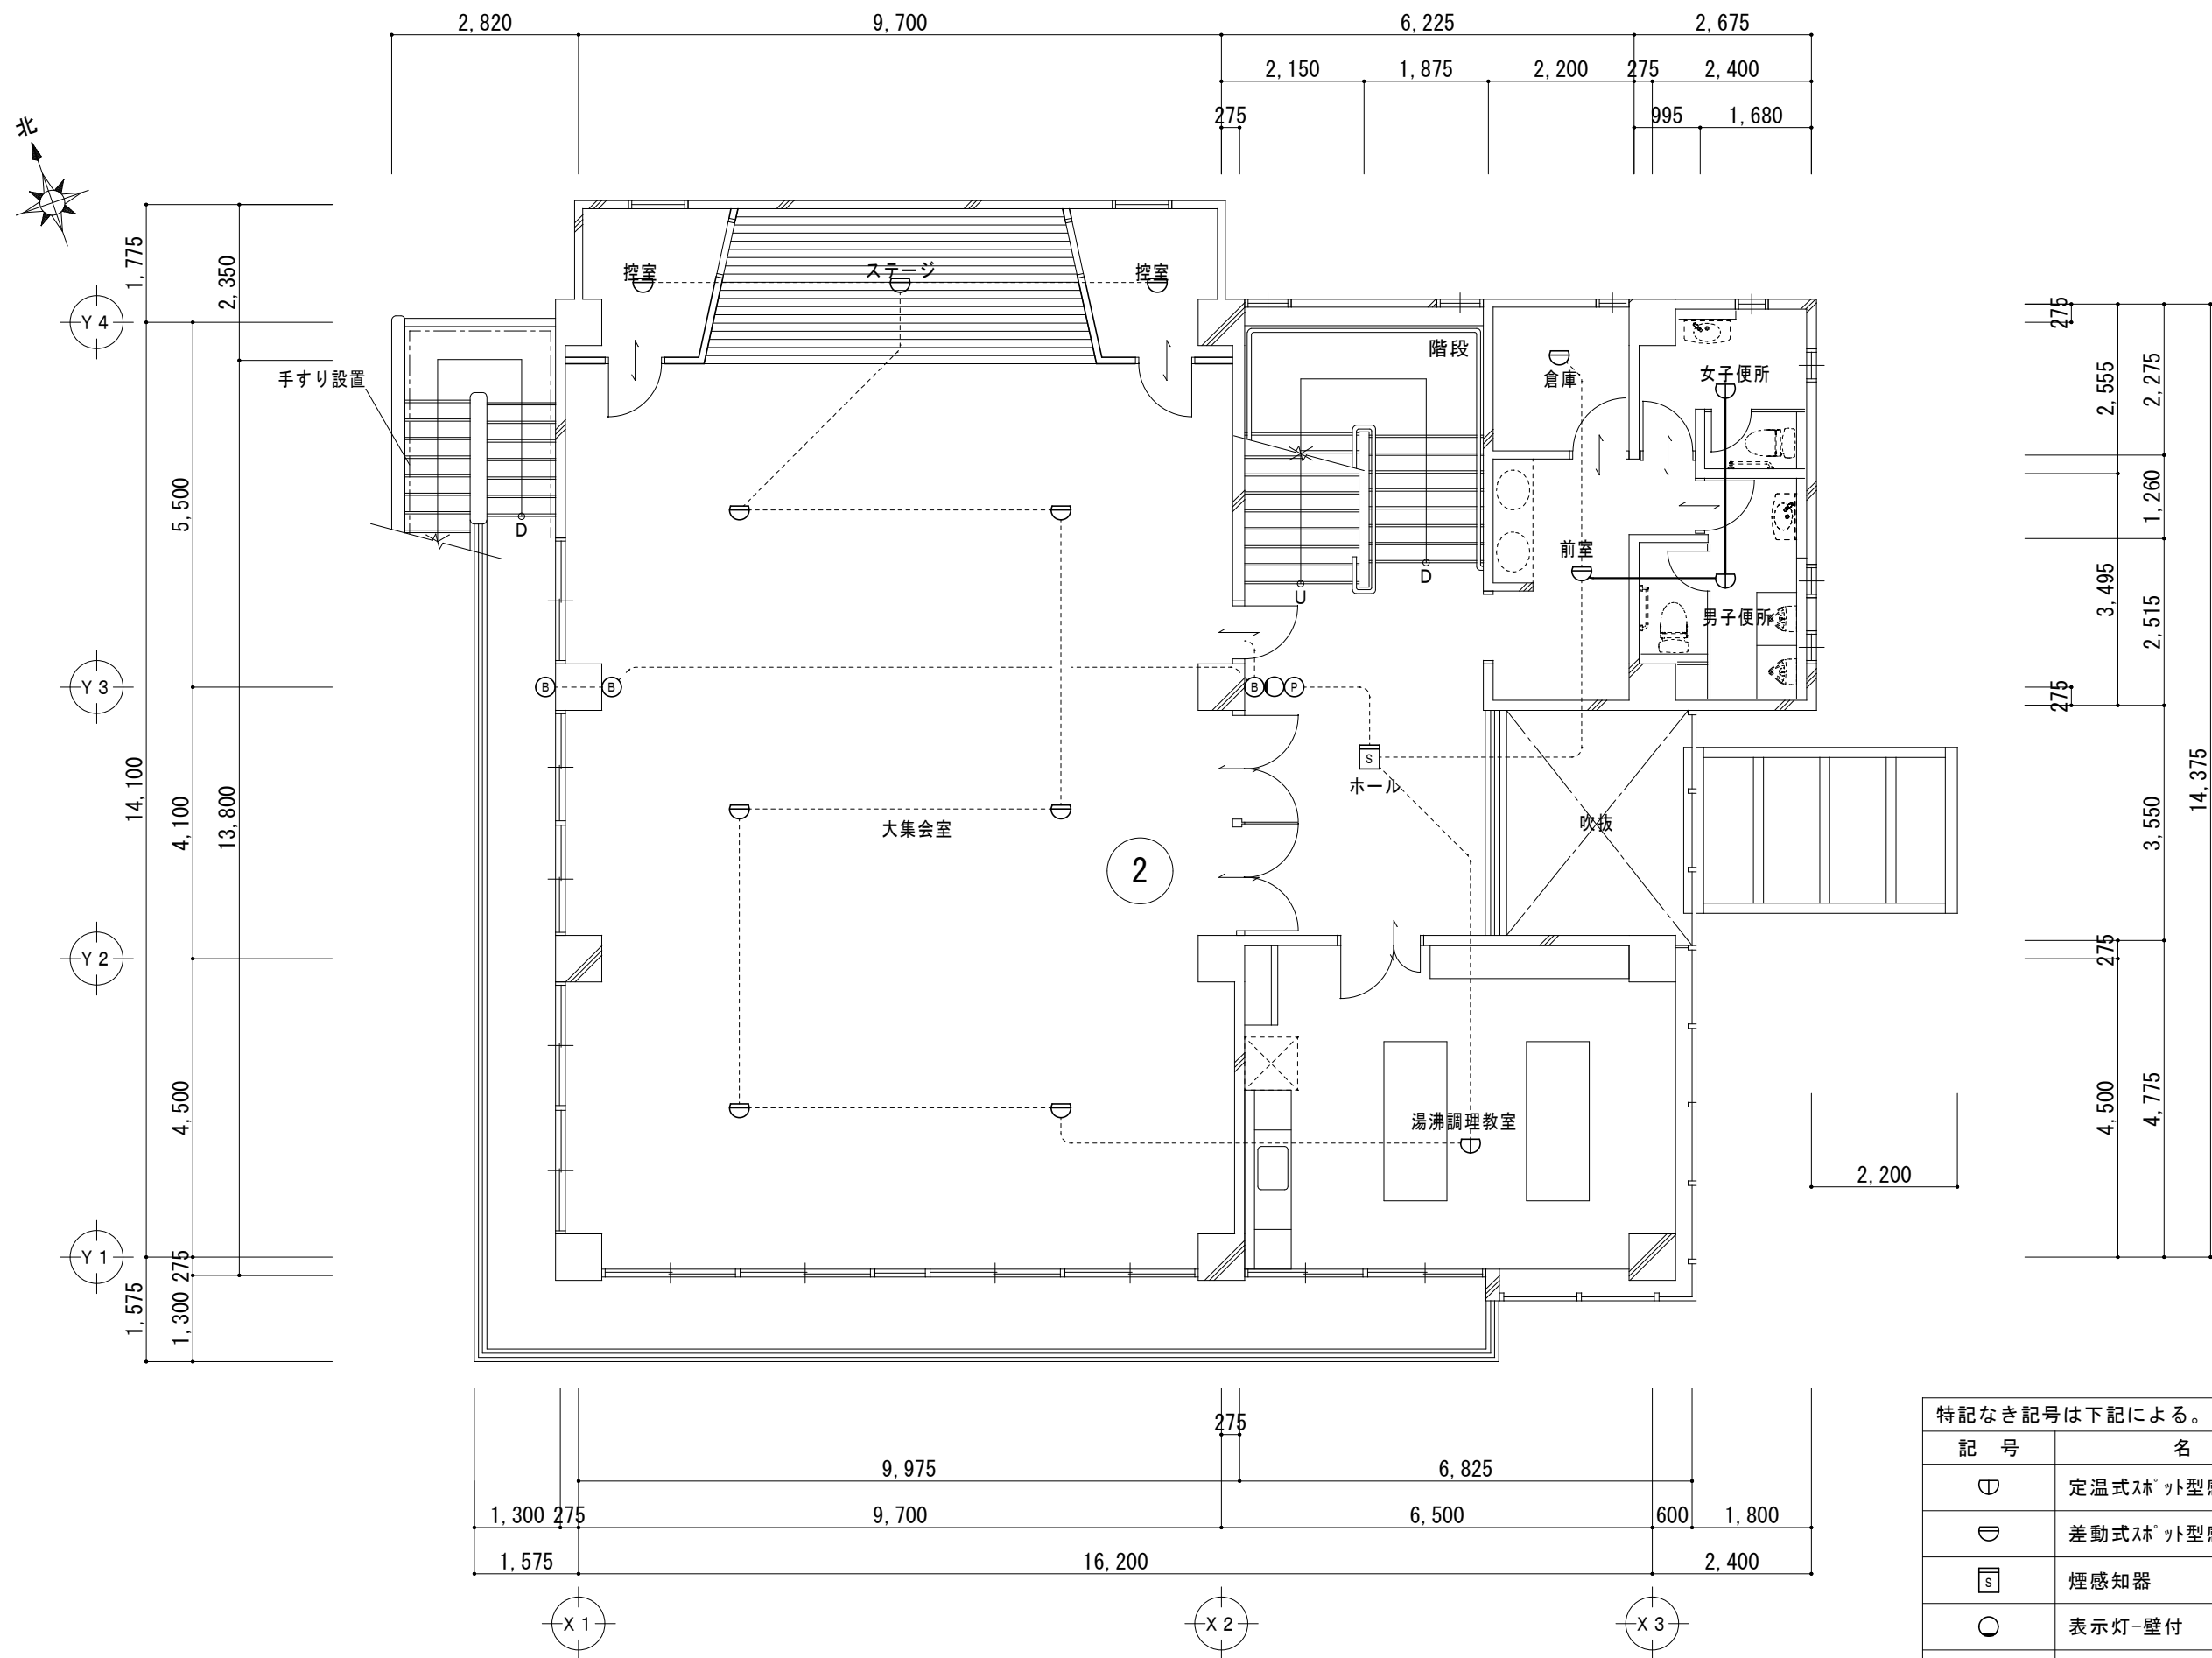 2,820
9,700
6,225
2,675
2,150
1,875
2,200
275
2,400
275
995
1,680
北
1,775
2,350
5,500
14,100
4,100
13,800
4,500
275
1,575
1,300
Y4
Y3
Y2
Y1
控室
ステージ
控室
手すり設置
階段
倉庫
女子便所
D
前室
D
U
男子便所
B
B
B
P
S
ホール
吹抜
大集会室
2
湯沸調理教室
275
2,555
2,275
1,260
3,495
2,515
275
14,375
3,550
275
4,500
4,775
2,200
275
9,975
6,825
1,300
275
9,700
6,500
600
1,800
1,575
16,200
2,400
X1
X2
X3
特記なき記号は下記による。
記 号
名
定温式ｽﾎﾟｯﾄ型感
差動式ｽﾎﾟｯﾄ型感
S
煙感知器
表示灯-壁付